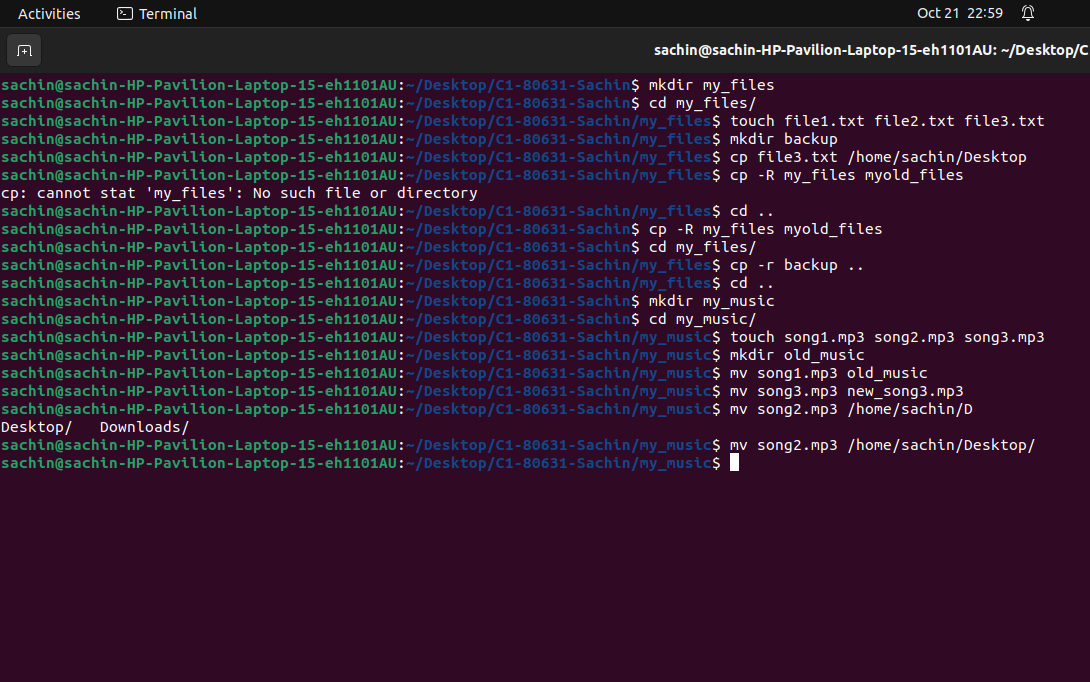 Activities Terminal Oct 21 22:59
sachin@sachin-HP-Pavilion-Laptop-15-eh1101AU: ~/Desktop/C
sachin@sachin-HP-Pavilion-Laptop-15-eh1101AU:~/Desktop/C1-80631-Sachin$ mkdir my_files
sachin@sachin-HP-Pavilion-Laptop-15-eh1101AU:~/Desktop/C1-80631-Sachin$ cd my_files/
sachin@sachin-HP-Pavilion-Laptop-15-eh1101AU:~/Desktop/C1-80631-Sachin/my_files$ touch file1.txt file2.txt file3.txt
sachin@sachin-HP-Pavilion-Laptop-15-eh1101AU:~/Desktop/C1-80631-Sachin/my_files$ mkdir backup
sachin@sachin-HP-Pavilion-Laptop-15-eh1101AU:~/Desktop/C1-80631-Sachin/my_files$ cp file3.txt /home/sachin/Desktop
sachin@sachin-HP-Pavilion-Laptop-15-eh1101AU:~/Desktop/C1-80631-Sachin/my_files$ cp -R my_files myold_files
cp: cannot stat 'my_files': No such file or directory
sachin@sachin-HP-Pavilion-Laptop-15-eh1101AU:~/Desktop/C1-80631-Sachin/my_files$ cd ..
sachin@sachin-HP-Pavilion-Laptop-15-eh1101AU:~/Desktop/C1-80631-Sachin$ cp -R my_files myold_files
sachin@sachin-HP-Pavilion-Laptop-15-eh1101AU:~/Desktop/C1-80631-Sachin$ cd my_files/
sachin@sachin-HP-Pavilion-Laptop-15-eh1101AU:~/Desktop/C1-80631-Sachin/my_files$ cp -r backup ..
sachin@sachin-HP-Pavilion-Laptop-15-eh1101AU:~/Desktop/C1-80631-Sachin/my_files$ cd ..
sachin@sachin-HP-Pavilion-Laptop-15-eh1101AU:~/Desktop/C1-80631-Sachin$ mkdir my_music
sachin@sachin-HP-Pavilion-Laptop-15-eh1101AU:~/Desktop/C1-80631-Sachin$ cd my_music/
sachin@sachin-HP-Pavilion-Laptop-15-eh1101AU:~/Desktop/C1-80631-Sachin/my_music$ touch song1.mp3 song2.mp3 song3.mp3
sachin@sachin-HP-Pavilion-Laptop-15-eh1101AU:~/Desktop/C1-80631-Sachin/my_music$ mkdir old_music
sachin@sachin-HP-Pavilion-Laptop-15-eh1101AU:~/Desktop/C1-80631-Sachin/my_music$ mv song1.mp3 old_music
sachin@sachin-HP-Pavilion-Laptop-15-eh1101AU:~/Desktop/C1-80631-Sachin/my_music$ mv song3.mp3 new_song3.mp3
sachin@sachin-HP-Pavilion-Laptop-15-eh1101AU:~/Desktop/C1-80631-Sachin/my_music$ mv song2.mp3 /home/sachin/D
Desktop/ Downloads/
sachin@sachin-HP-Pavilion-Laptop-15-eh1101AU:~/Desktop/C1-80631-Sachin/my_music$ mv song2.mp3 /home/sachin/Desktop/
sachin@sachin-HP-Pavilion-Laptop-15-eh1101AU:~/Desktop/C1-80631-Sachin/my_music$